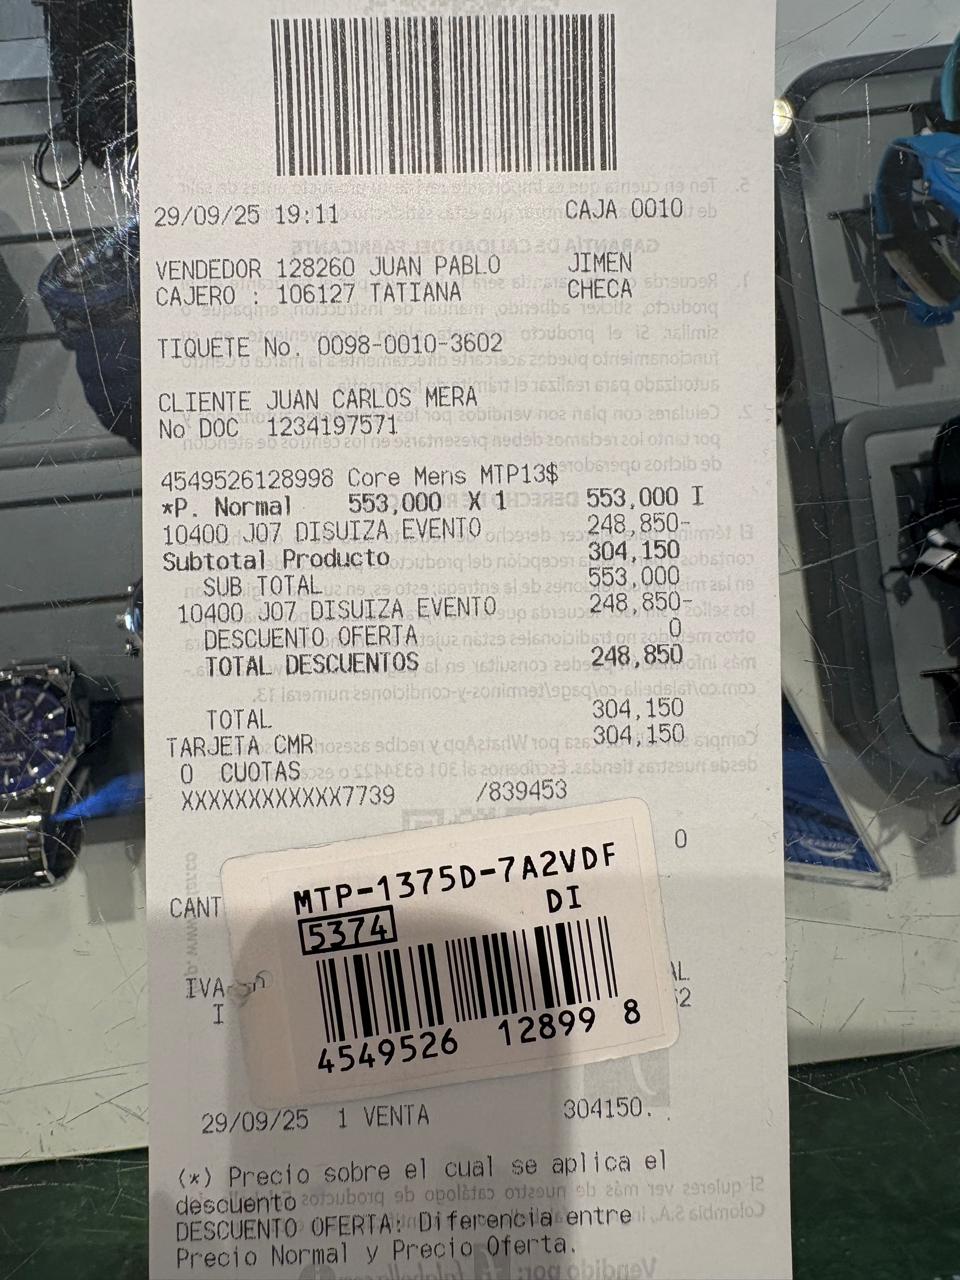 29/09/25 19:11 CAJA 0010
VENDEDOR 128260 JUAN PABLO JIMEN
CAJERO : 106127 TATIANA CHECA
TIQUETE No. 0098-0010-3602
CLIENTE JUAN CARLOS MERA
No DOC 1234197571
4549526128998 Core Mens MTP13$
*P. Normal 553,000 X 1 553,000 I
10400 J07 DISUIZA EVENTO 248,850-
Subtotal Producto 304,150
SUB TOTAL 553,000
10400 J07 DISUIZA EVENTO 248,850-
DESCUENTO OFERTA 0
TOTAL DESCUENTOS 248,850
TOTAL 304,150
TARJETA CMR 304,150
0 CUOTAS
XXXXXXXXXXXX7739 /839453
0
MTP-1375D-7A2VDF
DI
5374
CANT
IVA
I
4549526 12899 8
29/09/25 1 VENTA 304150.
(*) Precio sobre el cual se aplica el
descuento
DESCUENTO OFERTA: Diferencia entre
Precio Normal y Precio Oferta.